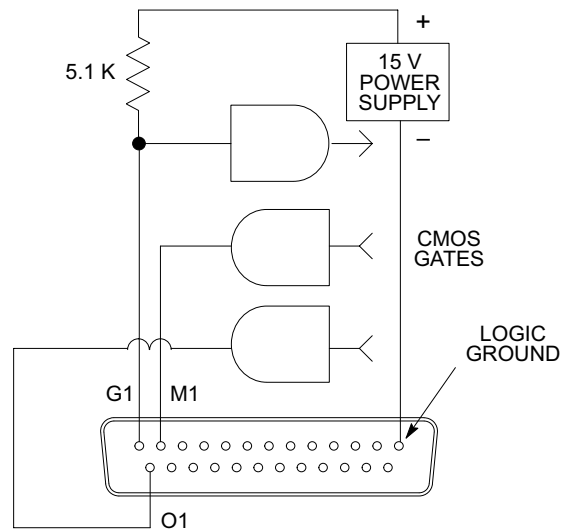 +
5.1 K
15 V
POWER
SUPPLY
–
CMOS
GATES
LOGIC
GROUND
G1
M1
O1